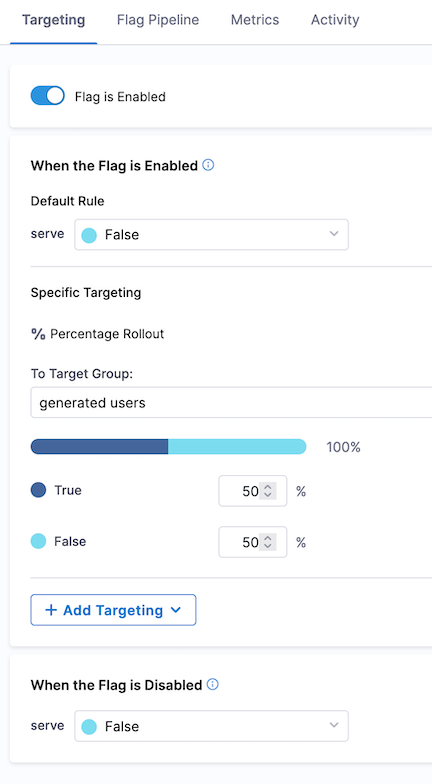 Targeting Flag Pipeline Metrics Activity
Flag is Enabled
When the Flag is Enabled
Default Rule
serve False
Specific Targeting
% Percentage Rollout
To Target Group:
generated users
100%
True 50 %
False 50 %
+ Add Targeting
When the Flag is Disabled
serve False